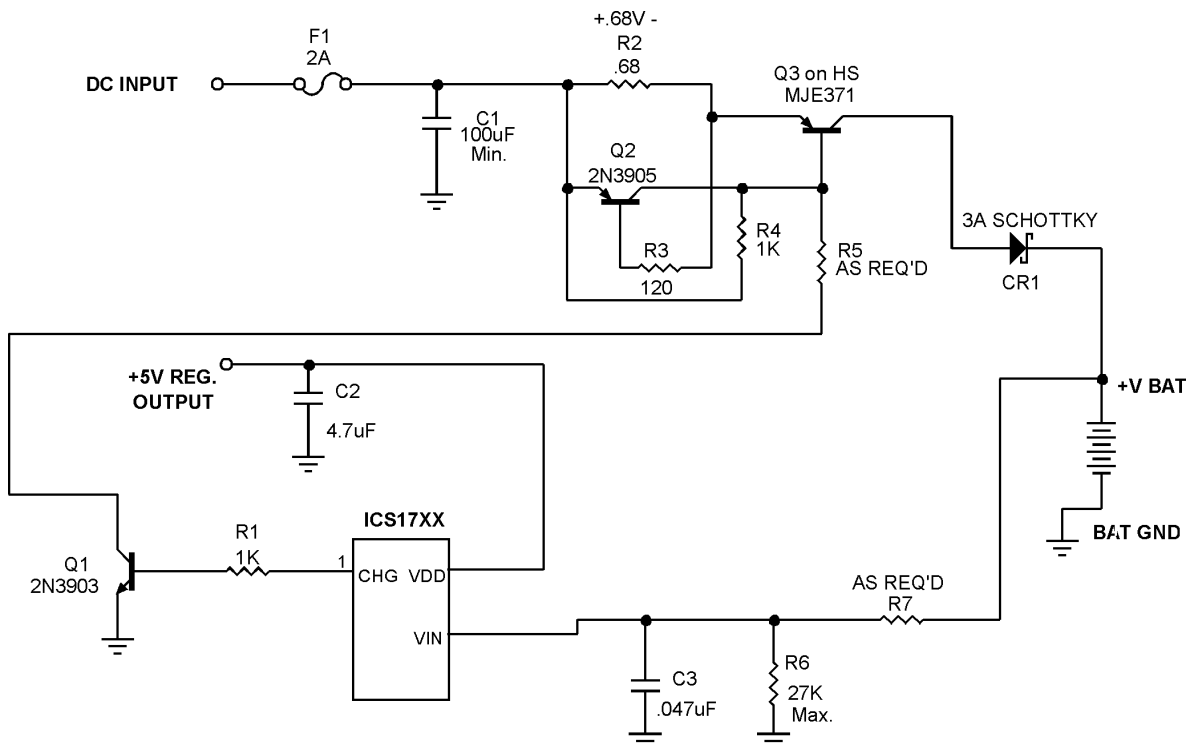 +.68V -
R2
.68
F1
2A
DC INPUT
C1
100uF
Min.
Q3 on HS
MJE371
Q2
2N3905
R3
120
R4
1K
R5
AS REQ'D
3A SCHOTTKY
CR1
+5V REG.
OUTPUT
C2
4.7uF
+V BAT
BAT GND
ICS17XX
R1
1K
1
CHG VDD
VIN
Q1
2N3903
AS REQ'D
R7
C3
.047uF
R6
27K
Max.